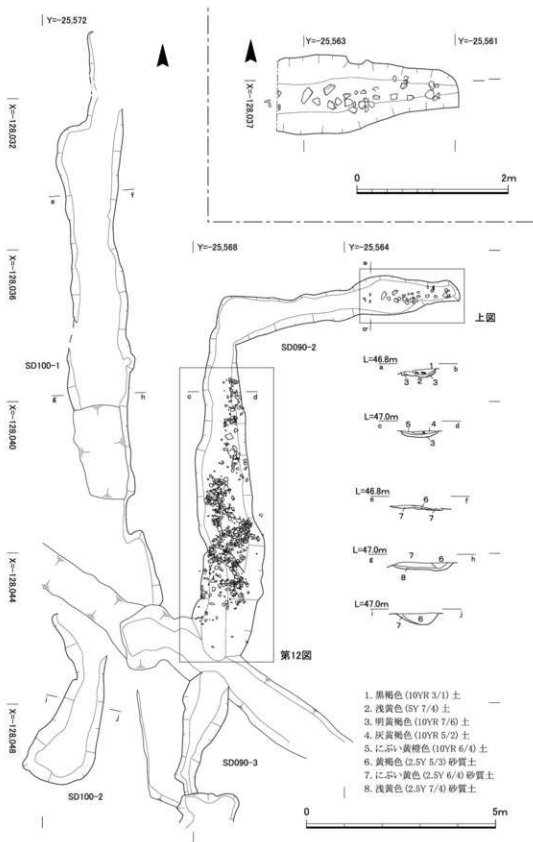 Y=-25,572
Y=-25,563
Y=-25,561
X=-128,037
0
2m
X=-128,032
e
f
Y=-25,568
Y=-25,564
X=-128,036
上図
SD090-2
SD100-1
L=46.8m
a
b
1
3 2 3
g
h
c
d
L=47.0m
c
d
5
4
3
X=-128,040
L=46.8m
e
f
6
7
7
L=47.0m
g
h
7
6
8
X=-128,044
L=47.0m
i
j
6
7
第12図
i
j
X=-128,048
SD090-3
SD100-2
1. 黒褐色 (10YR 3/1) 土
2. 浅黄色 (5Y 7/4) 土
3. 明黄褐色 (10YR 7/6) 土
4. 灰黄褐色 (10YR 5/2) 土
5. にぶい黄橙色 (10YR 6/4) 土
6. 黄褐色 (2.5Y 5/3) 砂質土
7. にぶい黄色 (2.5Y 6/4) 砂質土
8. 浅黄色 (2.5Y 7/4) 砂質土
0
5m